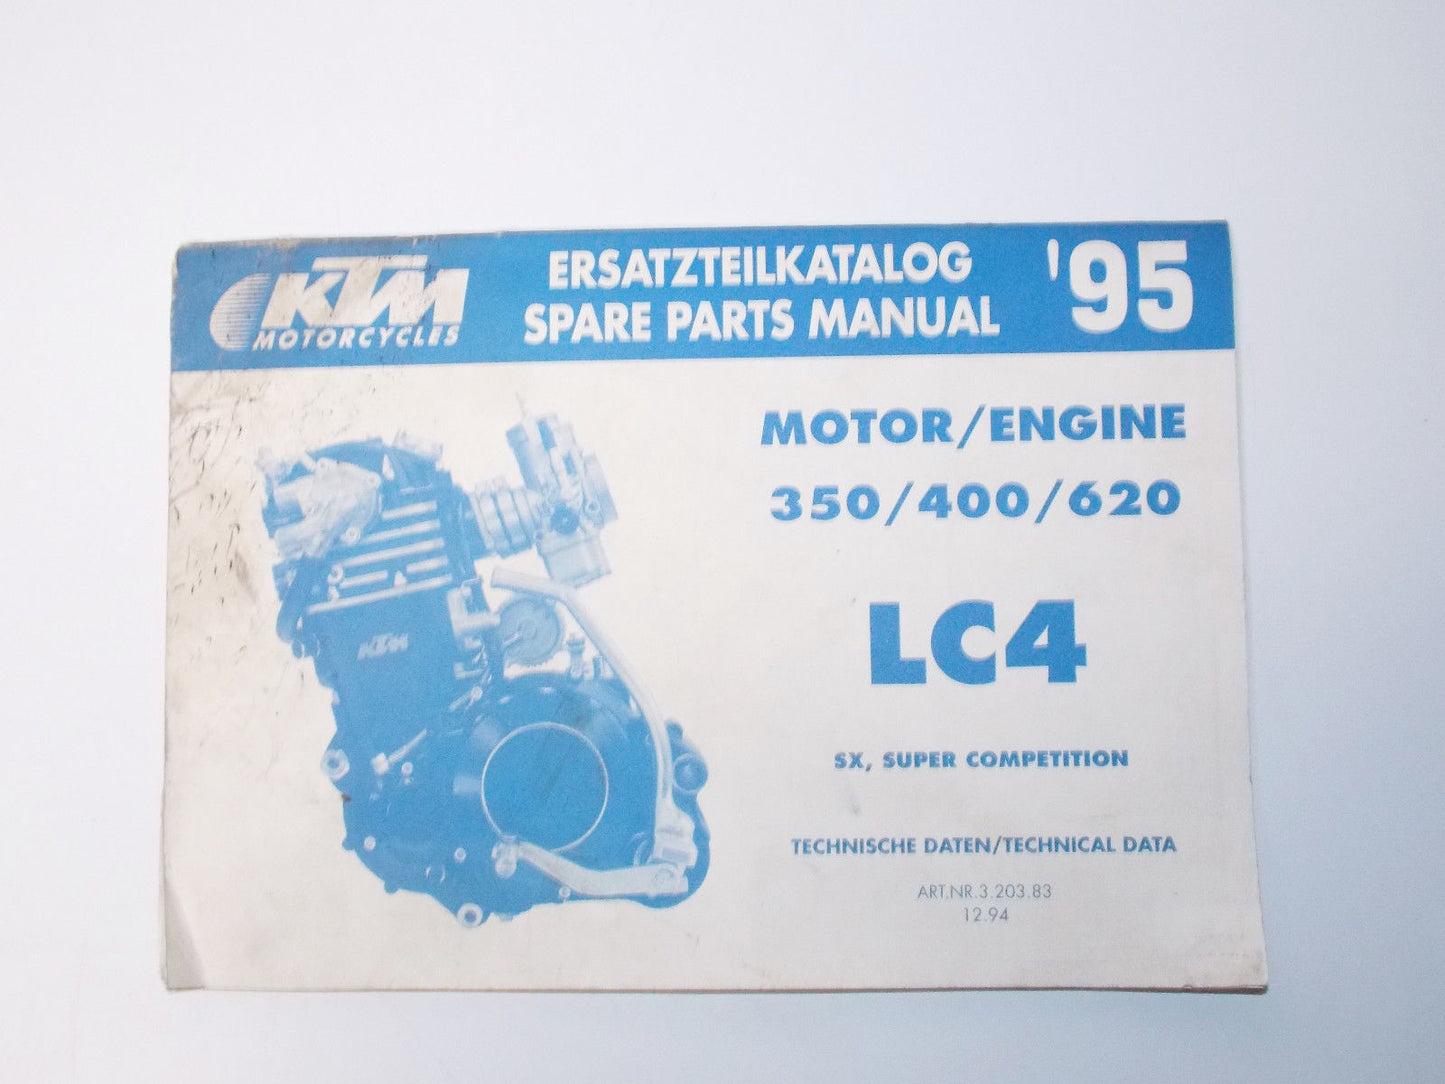 KTM
MOTORCYCLES
ERSATZTEILKATALOG
SPARE PARTS MANUAL
'95
MOTOR/ENGINE
350/400/620
LC4
SX, SUPER COMPETITION
TECHNISCHE DATEN/TECHNICAL DATA
ART.NR.3.203.83
12.94
KTM